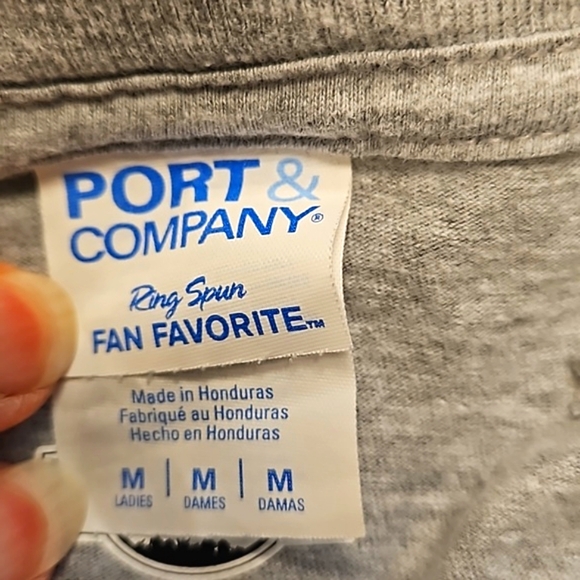 PORT &
COMPANY®
Ring Spun
FAN FAVORITE™
Made in Honduras
Fabriqué au Honduras
Hecho en Honduras
M | M | M
LADIES DAMES DAMAS